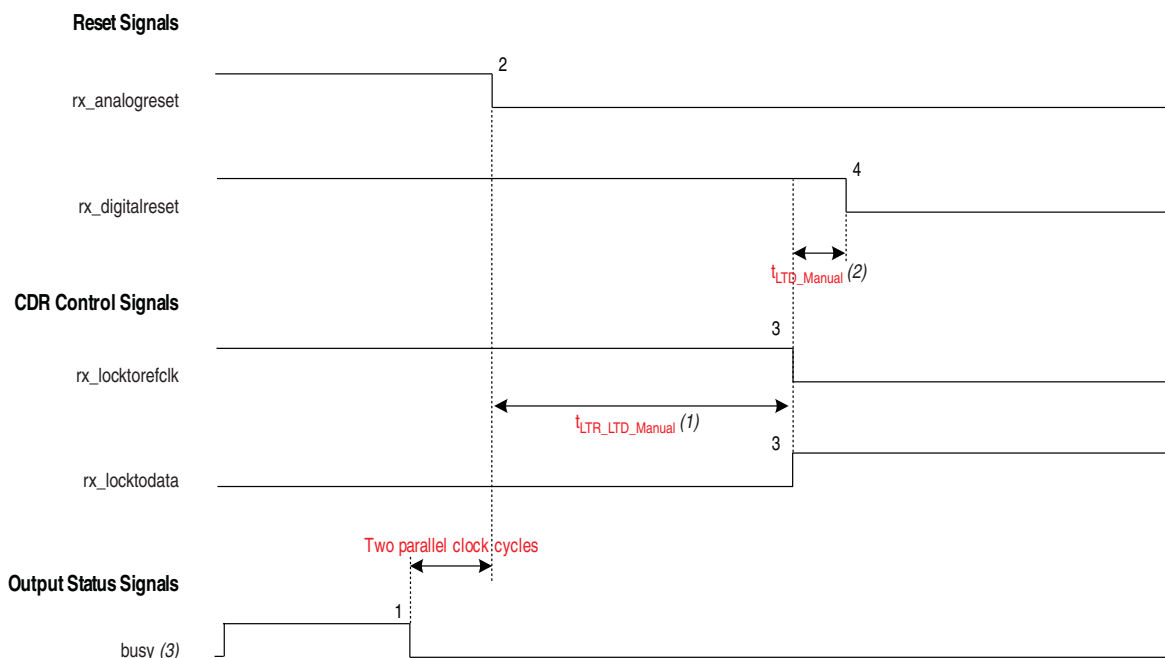 Reset Signals
2
rx_analogreset
4
rx_digitalreset
tLTD_Manual (2)
CDR Control Signals
3
rx_locktorefclk
tLTR_LTD_Manual (1)
3
rx_locktodata
Two parallel clock cycles
Output Status Signals
1
busy (3)